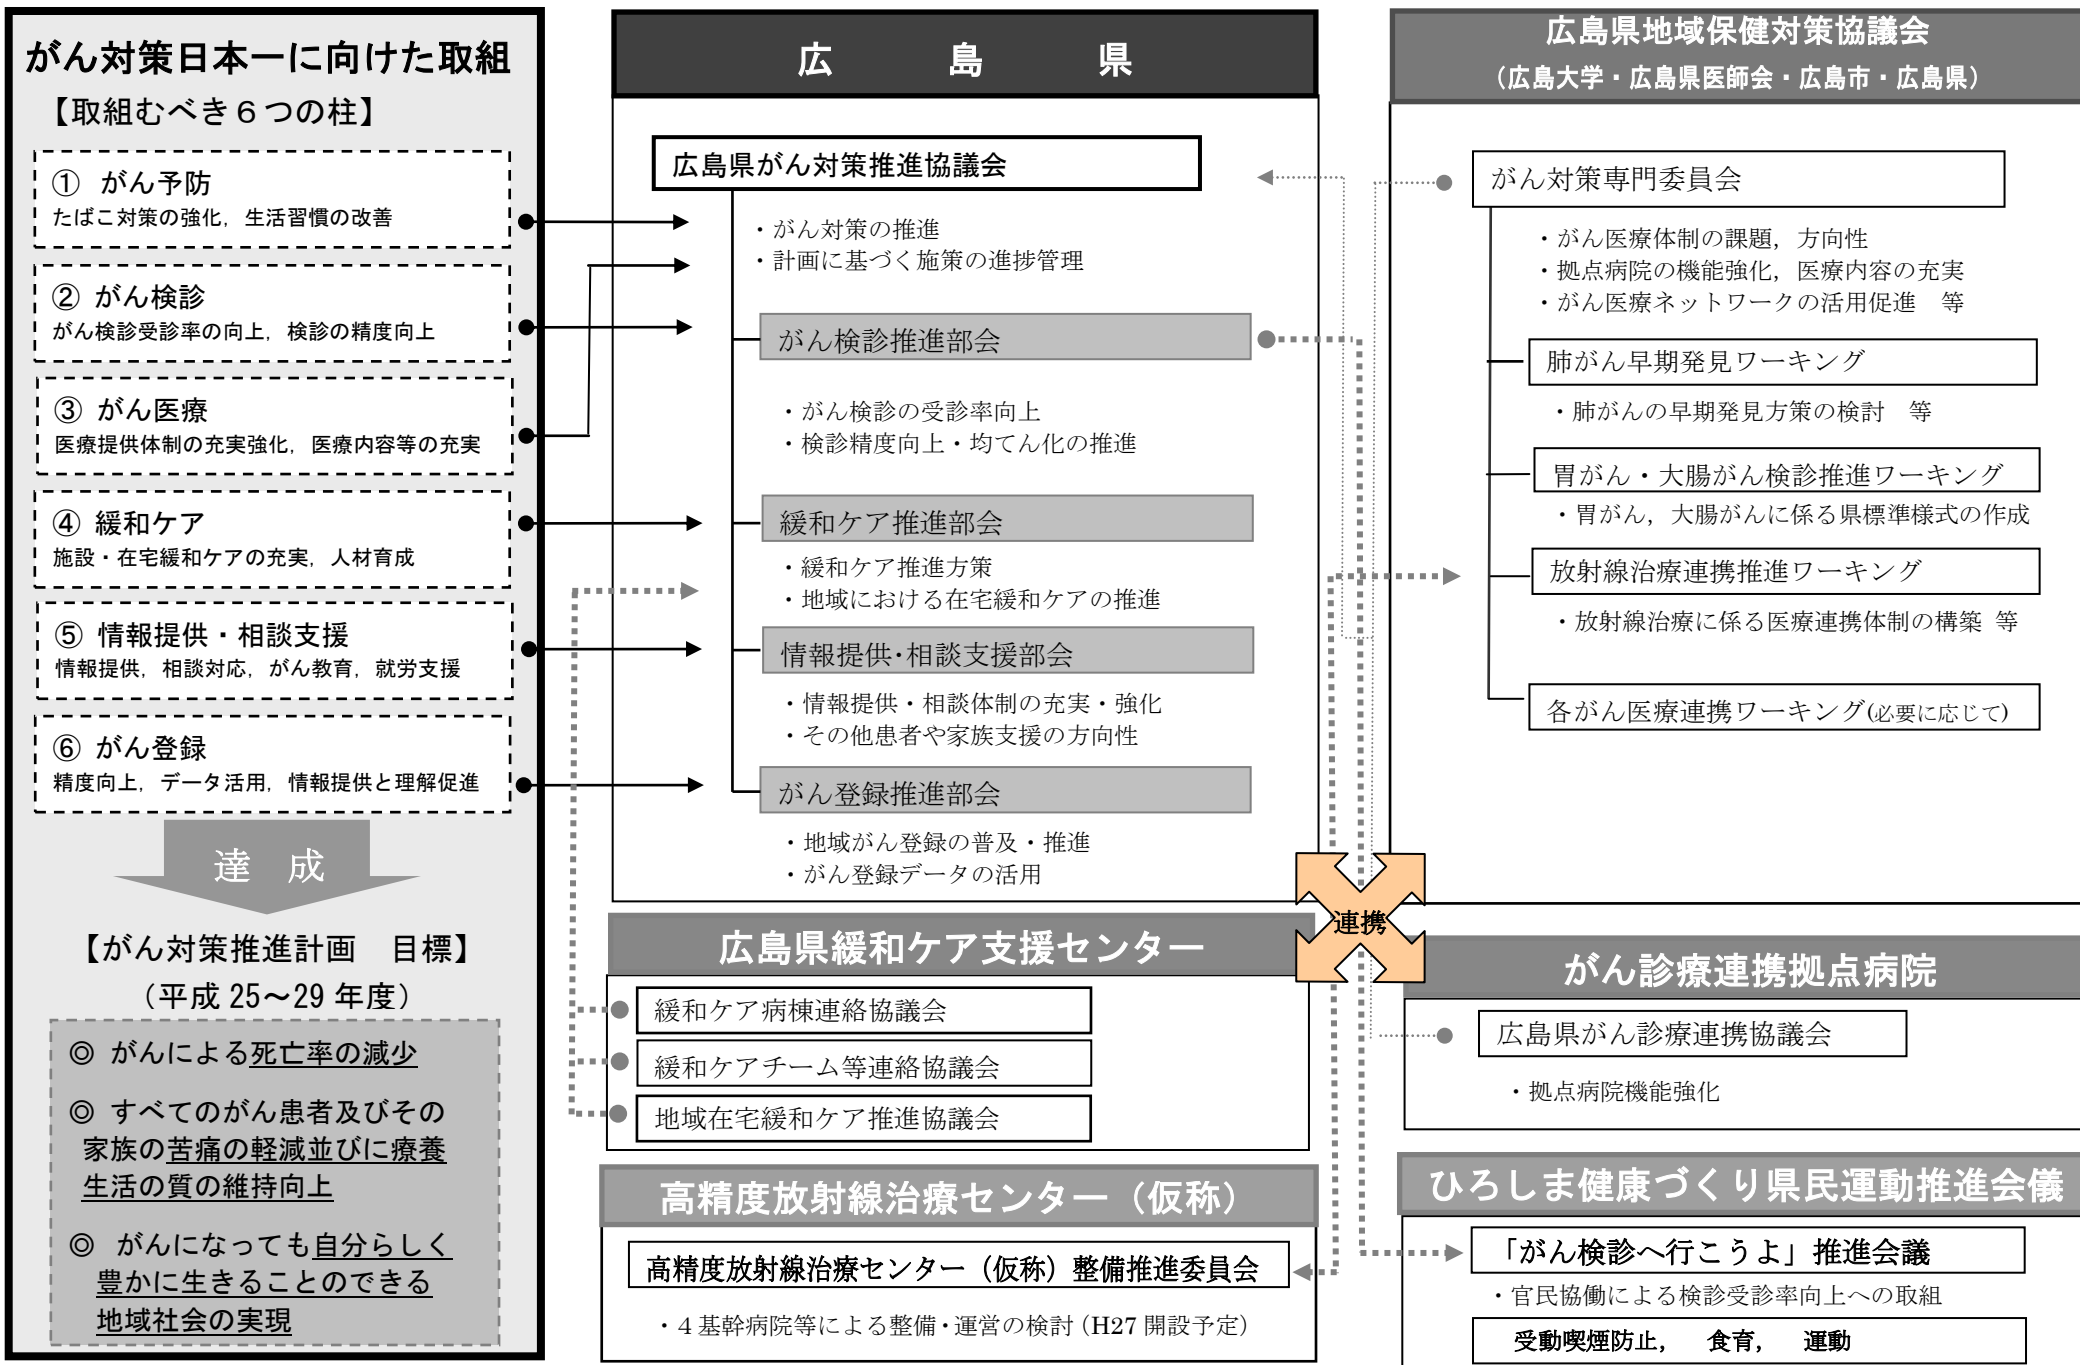 がん対策日本一に向けた取組
【取組むべき６つの柱】
① がん予防
たばこ対策の強化，生活習慣の改善
② がん検診
がん検診受診率の向上，検診の精度向上
③ がん医療
医療提供体制の充実強化，医療内容等の充実
④ 緩和ケア
施設・在宅緩和ケアの充実，人材育成
⑤ 情報提供・相談支援
情報提供，相談対応，がん教育，就労支援
⑥ がん登録
精度向上，データ活用，情報提供と理解促進
達 成
【がん対策推進計画 目標】
（平成 25～29 年度）
◎ がんによる死亡率の減少
◎ すべてのがん患者及びその
家族の苦痛の軽減並びに療養
生活の質の維持向上
◎ がんになっても自分らしく
豊かに生きることのできる
地域社会の実現
広 島 県
広島県がん対策推進協議会
・がん対策の推進
・計画に基づく施策の進捗管理
がん検診推進部会
・がん検診の受診率向上
・検診精度向上・均てん化の推進
緩和ケア推進部会
・緩和ケア推進方策
・地域における在宅緩和ケアの推進
情報提供・相談支援部会
・情報提供・相談体制の充実・強化
・その他患者や家族支援の方向性
がん登録推進部会
・地域がん登録の普及・推進
・がん登録データの活用
広島県地域保健対策協議会
（広島大学・広島県医師会・広島市・広島県）
がん対策専門委員会
・がん医療体制の課題，方向性
・拠点病院の機能強化，医療内容の充実
・がん医療ネットワークの活用促進 等
肺がん早期発見ワーキング
・肺がんの早期発見方策の検討 等
胃がん・大腸がん検診推進ワーキング
・胃がん，大腸がんに係る県標準様式の作成
放射線治療連携推進ワーキング
・放射線治療に係る医療連携体制の構築 等
各がん医療連携ワーキング(必要に応じて)
連携
広島県緩和ケア支援センター
緩和ケア病棟連絡協議会
緩和ケアチーム等連絡協議会
地域在宅緩和ケア推進協議会
がん診療連携拠点病院
広島県がん診療連携協議会
・拠点病院機能強化
高精度放射線治療センター（仮称）
高精度放射線治療センター（仮称）整備推進委員会
・４基幹病院等による整備・運営の検討（H27 開設予定）
ひろしま健康づくり県民運動推進会議
「がん検診へ行こうよ」推進会議
・官民協働による検診受診率向上への取組
受動喫煙防止， 食育， 運動